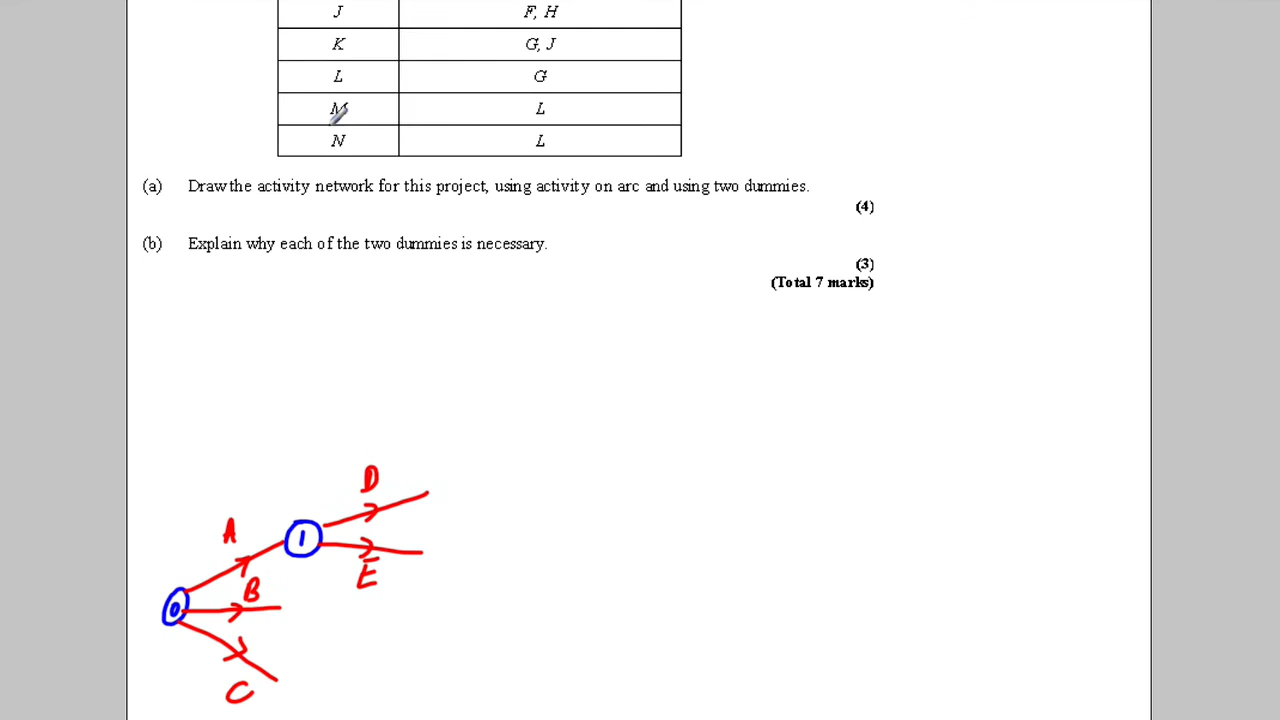 J F, H
K G, J
L G
M L
N L
(a) Draw the activity network for this project, using activity on arc and using two dummies.
(4)
(b) Explain why each of the two dummies is necessary.
(3)
(Total 7 marks)
D
A 1
E
B
0
C